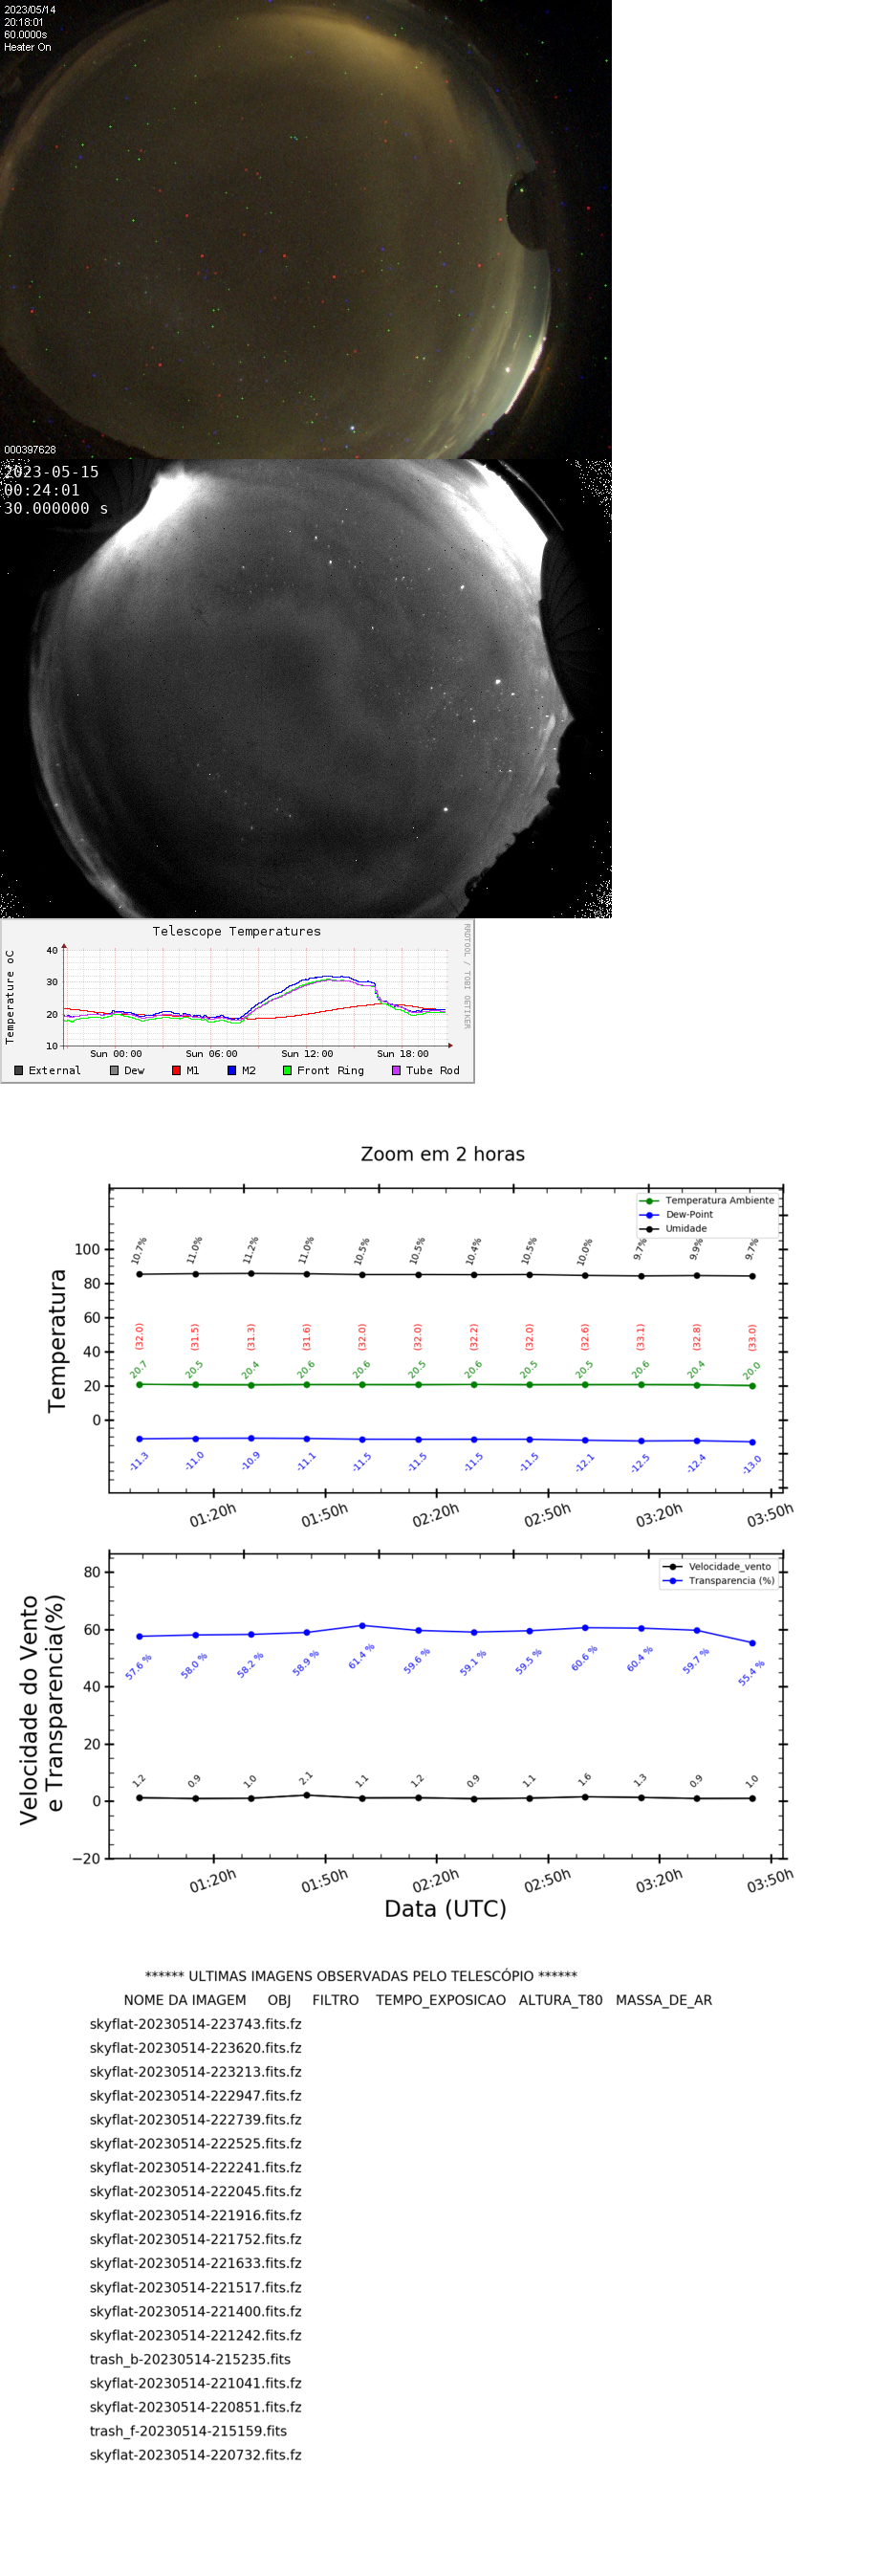 2023/05/14
20:18:01
60.0000s
Heater On
000397628
2023-05-15
00:24:01
30.000000 s
Telescope Temperatures
RRDTOOL / TOBI OETIKER
Temperature oC
40
30
20
10
Sun 00:00 Sun 06:00 Sun 12:00 Sun 18:00
External Dew M1 M2 Front Ring Tube Rod
Zoom em 2 horas
Temperatura Ambiente
Dew-Point
Umidade
Temperatura
100
80
60
40
20
0
10.7% 11.0% 11.2% 11.0% 10.5% 10.5% 10.4% 10.5% 10.0% 9.7% 9.9% 9.7%
(32.0) (31.5) (31.3) (31.6) (32.0) (32.0) (32.2) (32.0) (32.6) (33.1) (32.8) (33.0)
20.7 20.5 20.4 20.6 20.6 20.5 20.6 20.5 20.5 20.6 20.4 20.0
-11.3 -11.0 -10.9 -11.1 -11.5 -11.5 -11.5 -11.5 -12.1 -12.5 -12.4 -13.0
01:20h 01:50h 02:20h 02:50h 03:20h 03:50h
Velocidade_vento
Transparencia (%)
Velocidade do Vento
e Transparencia(%)
80
60
40
20
0
−20
57.6 % 58.0 % 58.2 % 58.9 % 61.4 % 59.6 % 59.1 % 59.5 % 60.6 % 60.4 % 59.7 % 55.4 %
1.2 0.9 1.0 2.1 1.1 1.2 0.9 1.1 1.6 1.3 0.9 1.0
01:20h 01:50h 02:20h 02:50h 03:20h 03:50h
Data (UTC)
****** ULTIMAS IMAGENS OBSERVADAS PELO TELESCÓPIO ******
NOME DA IMAGEM OBJ FILTRO TEMPO_EXPOSICAO ALTURA_T80 MASSA_DE_AR
skyflat-20230514-223743.fits.fz
skyflat-20230514-223620.fits.fz
skyflat-20230514-223213.fits.fz
skyflat-20230514-222947.fits.fz
skyflat-20230514-222739.fits.fz
skyflat-20230514-222525.fits.fz
skyflat-20230514-222241.fits.fz
skyflat-20230514-222045.fits.fz
skyflat-20230514-221916.fits.fz
skyflat-20230514-221752.fits.fz
skyflat-20230514-221633.fits.fz
skyflat-20230514-221517.fits.fz
skyflat-20230514-221400.fits.fz
skyflat-20230514-221242.fits.fz
trash_b-20230514-215235.fits
skyflat-20230514-221041.fits.fz
skyflat-20230514-220851.fits.fz
trash_f-20230514-215159.fits
skyflat-20230514-220732.fits.fz